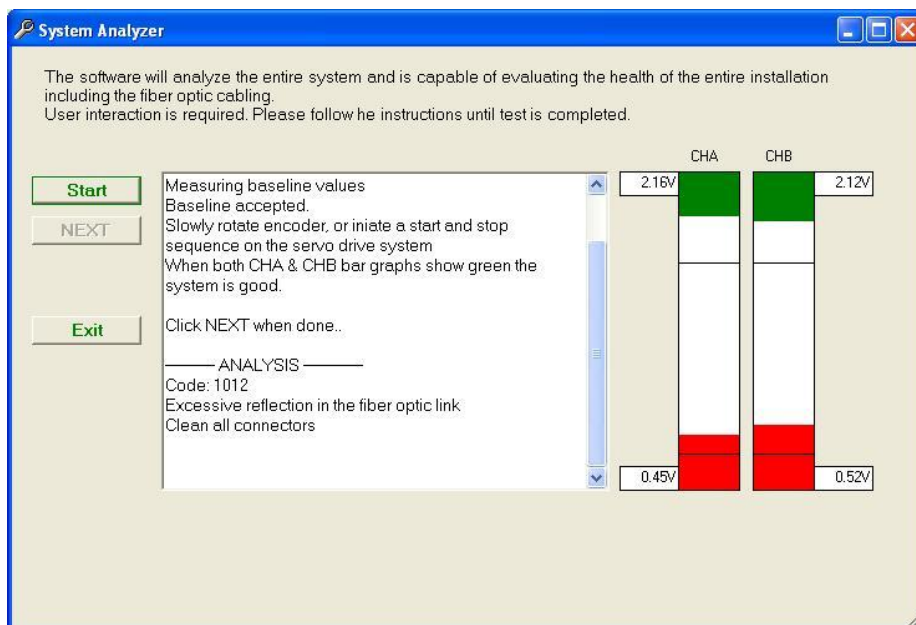 System Analyzer
The software will analyze the entire system and is capable of evaluating the health of the entire installation
including the fiber optic cabling.
User interaction is required. Please follow he instructions until test is completed.
CHA CHB
Start
NEXT
Exit
Measuring baseline values
Baseline accepted.
Slowly rotate encoder, or iniate a start and stop
sequence on the servo drive system
When both CHA & CHB bar graphs show green the
system is good.
Click NEXT when done..
——— ANALYSIS ———
Code: 1012
Excessive reflection in the fiber optic link
Clean all connectors
2.16V 2.12V
0.45V 0.52V